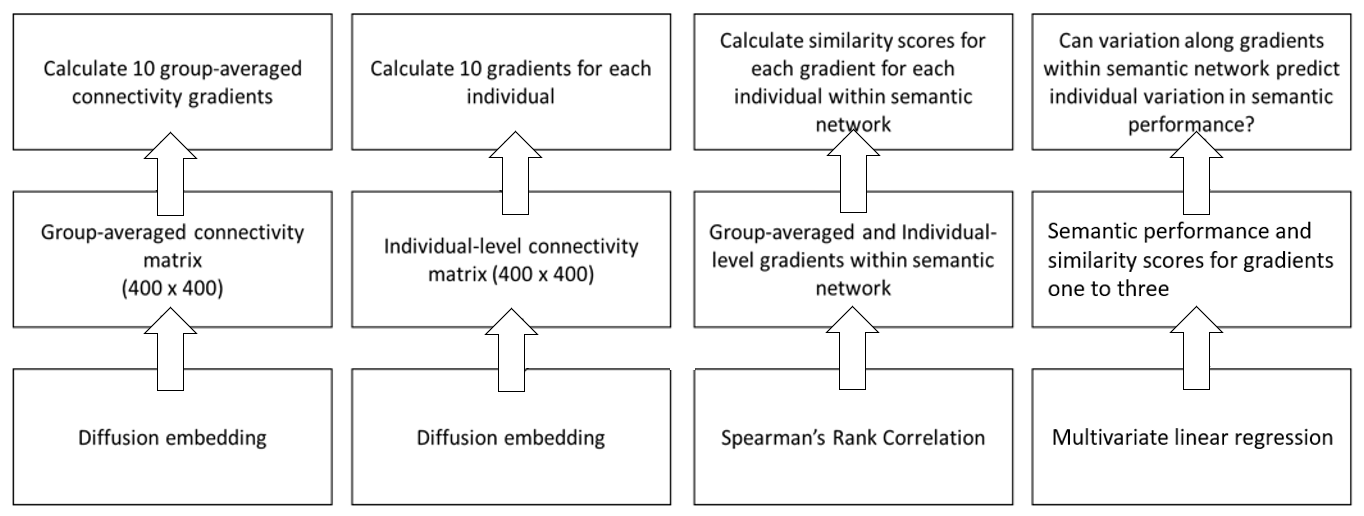 Calculate 10 group-averaged
connectivity gradients
Calculate 10 gradients for each
individual
Calculate similarity scores for
each gradient for each
individual within semantic
network
Can variation along gradients
within semantic network predict
individual variation in semantic
performance?
Group-averaged connectivity
matrix
(400 x 400)
Individual-level connectivity
matrix (400 x 400)
Group-averaged and Individual-
level gradients within semantic
network
Semantic performance and
similarity scores for gradients
one to three
Diffusion embedding
Diffusion embedding
Spearman’s Rank Correlation
Multivariate linear regression